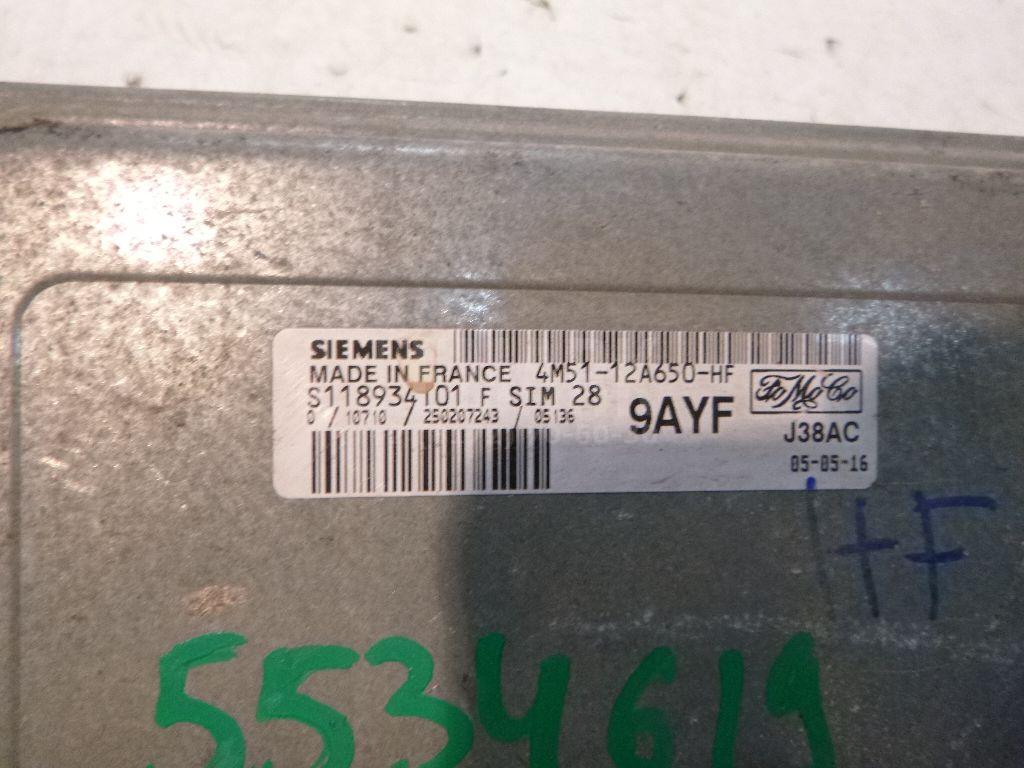 SIEMENS
MADE IN FRANCE 4M51-12A650-HF
S118934101 F SIM 28
0 / 10710 / 250207243 / 05136
9AYF
FoMoCo
J38AC
05-05-16
HF
5534619